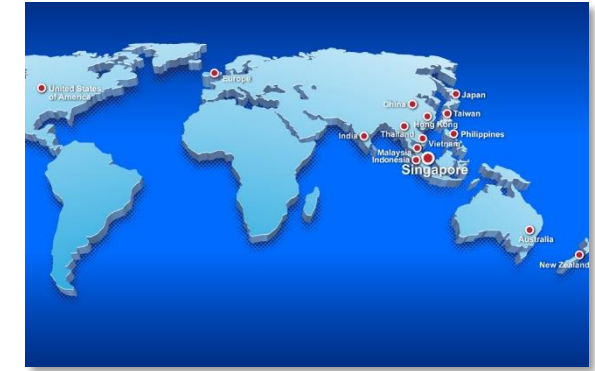 Europe
United States
of America
Japan
China
Taiwan
Hong Kong
Thailand
Philippines
India
Vietnam
Malaysia
Indonesia
Singapore
Australia
New Zealand